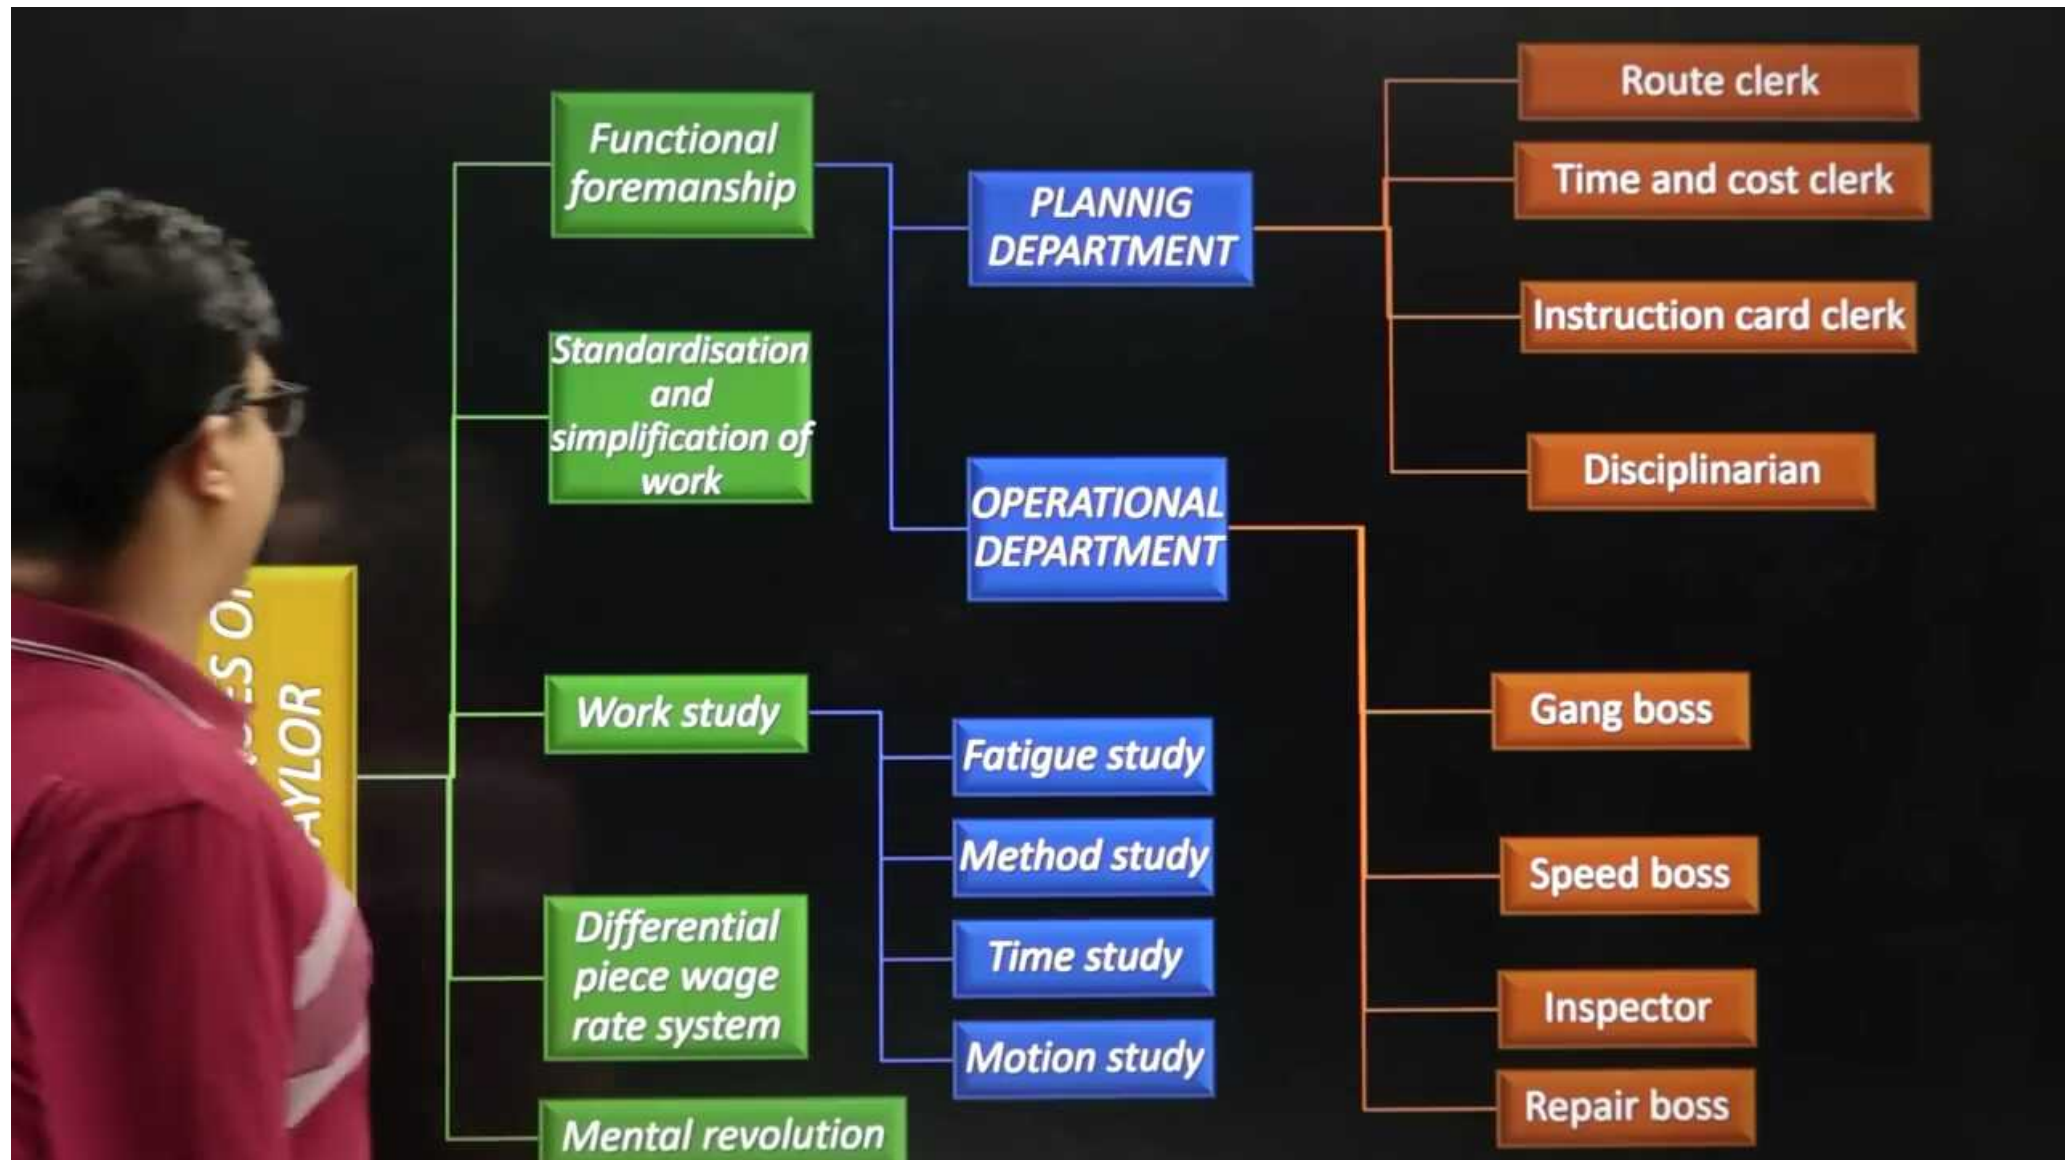 Functional
foremanship
Standardisation
and
simplification of
work
Work study
Differential
piece wage
rate system
Mental revolution
PLANNIG
DEPARTMENT
OPERATIONAL
DEPARTMENT
Fatigue study
Method study
Time study
Motion study
Route clerk
Time and cost clerk
Instruction card clerk
Disciplinarian
Gang boss
Speed boss
Inspector
Repair boss